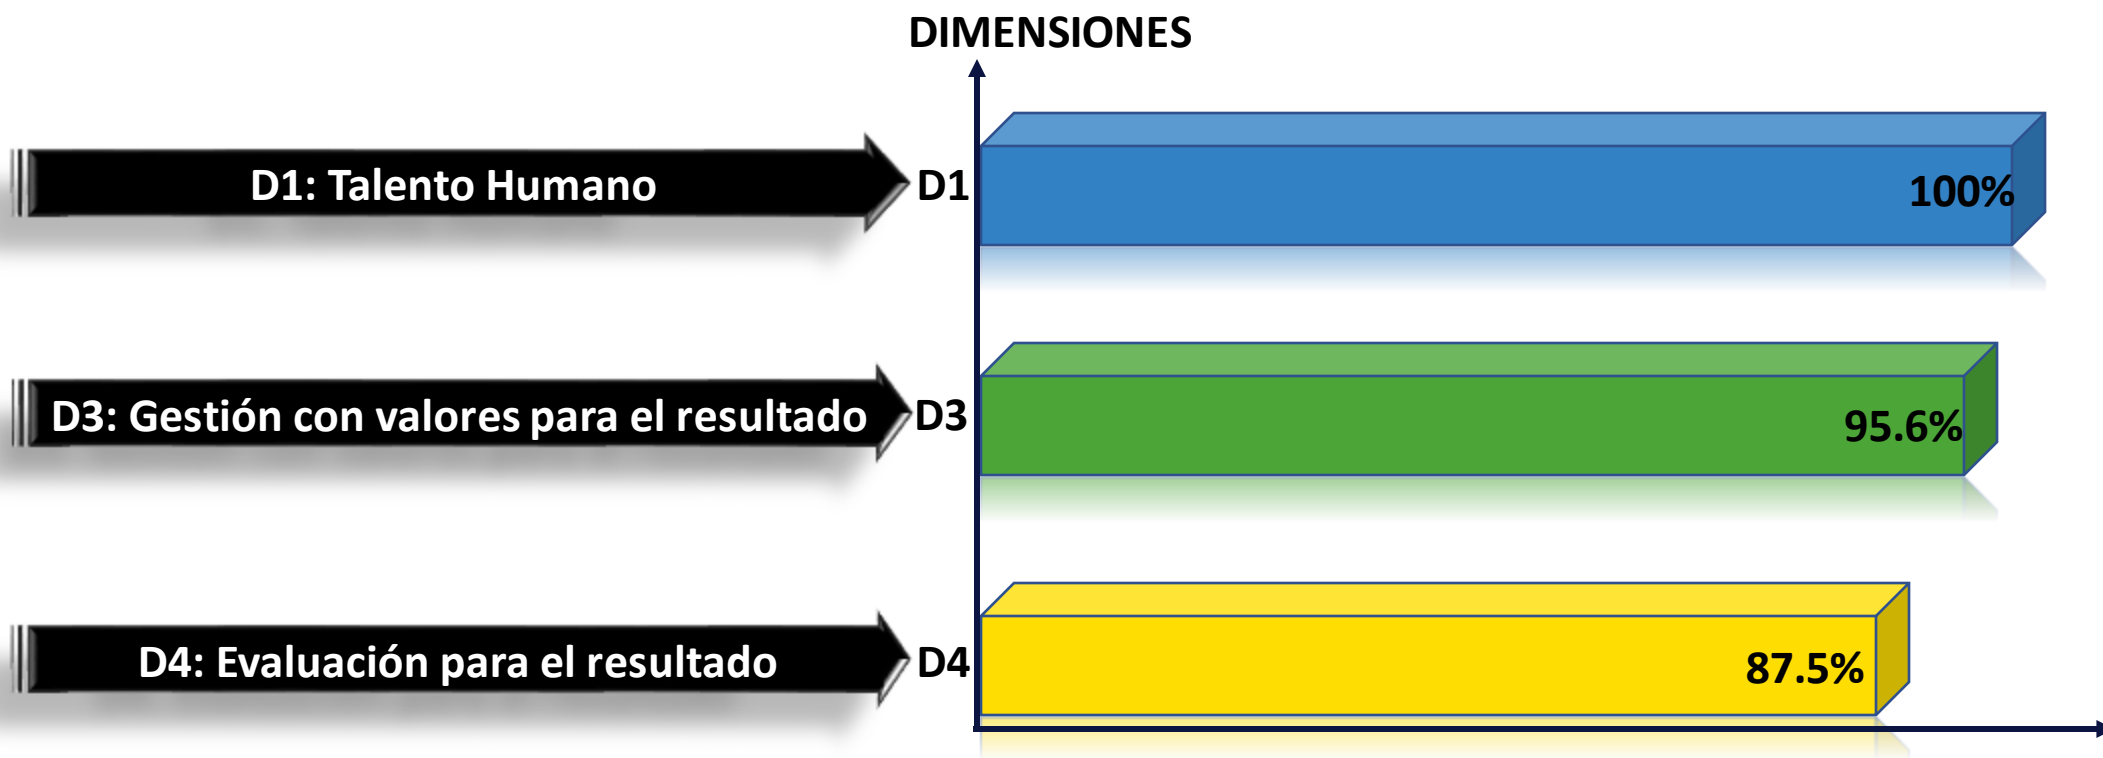 DIMENSIONES
D1: Talento Humano
D1
100%
D3: Gestión con valores para el resultado
D3
95.6%
D4: Evaluación para el resultado
D4
87.5%